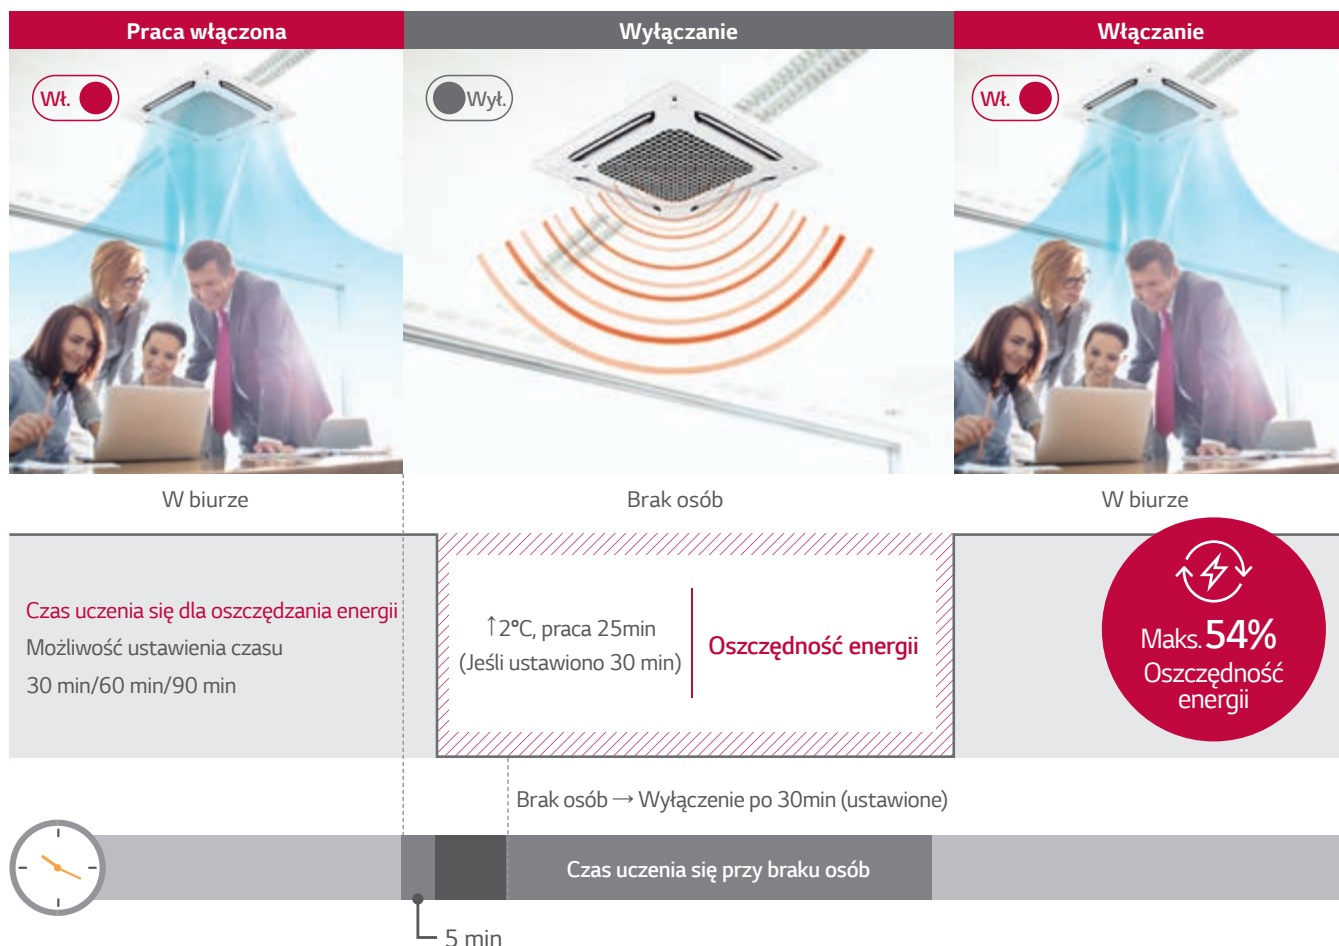 Praca włączona
Wyłączanie
Włączanie
Wł.
Wył.
Wł.
W biurze
Brak osób
W biurze
Czas uczenia się dla oszczędzania energii
Możliwość ustawienia czasu
30 min/60 min/90 min
↑2°C, praca 25min
(Jeśli ustawiono 30 min)
Oszczędność energii
Maks. 54%
Oszczędność
energii
Brak osób → Wyłączenie po 30min (ustawione)
Czas uczenia się przy braku osób
5 min